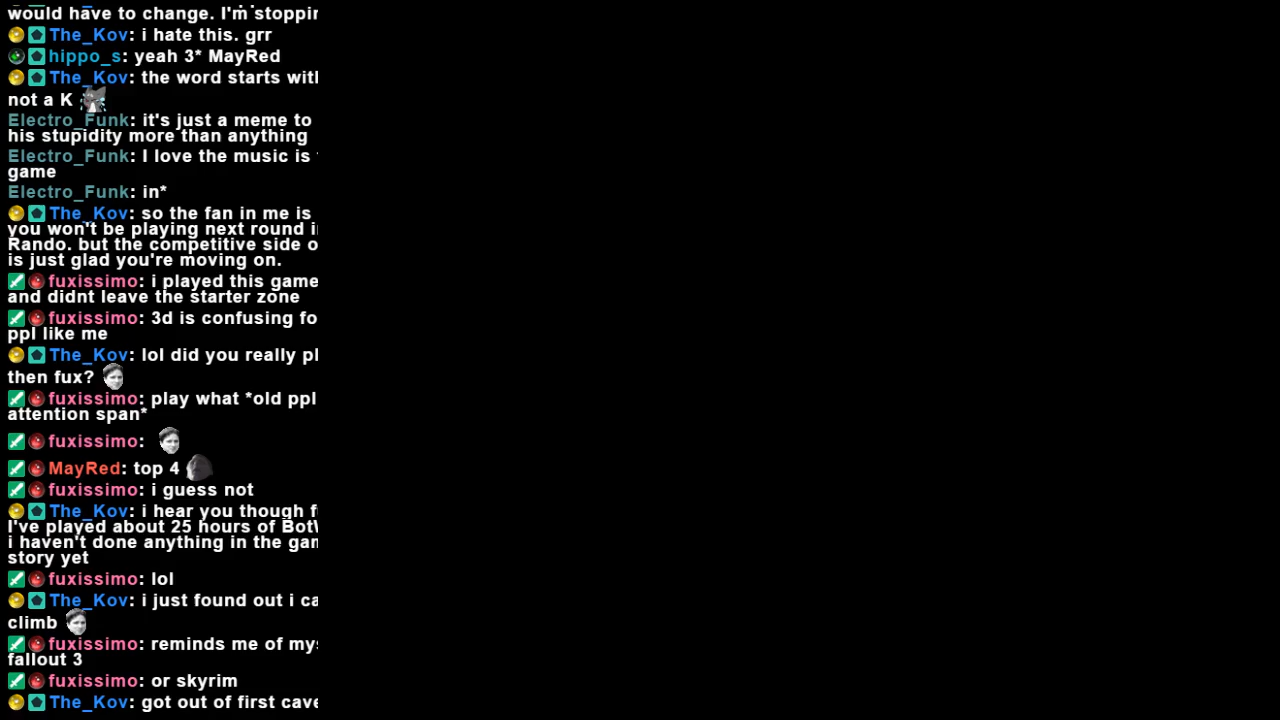 would have to change. I'm stoppin
The_Kov: i hate this. grr
hippo_s: yeah 3* MayRed
The_Kov: the word starts with
not a K
Electro_Funk: it's just a meme to
his stupidity more than anything
Electro_Funk: I love the music is
game
Electro_Funk: in*
The_Kov: so the fan in me is
you won't be playing next round in
Rando. but the competitive side o
is just glad you're moving on.
fuxissimo: i played this game
and didnt leave the starter zone
fuxissimo: 3d is confusing fo
ppl like me
The_Kov: lol did you really pl
then fux?
fuxissimo: play what *old ppl
attention span*
fuxissimo:
MayRed: top 4
fuxissimo: i guess not
The_Kov: i hear you though f
I've played about 25 hours of BotW
i haven't done anything in the gam
story yet
fuxissimo: lol
The_Kov: i just found out i ca
climb
fuxissimo: reminds me of mys
fallout 3
fuxissimo: or skyrim
The_Kov: got out of first cave